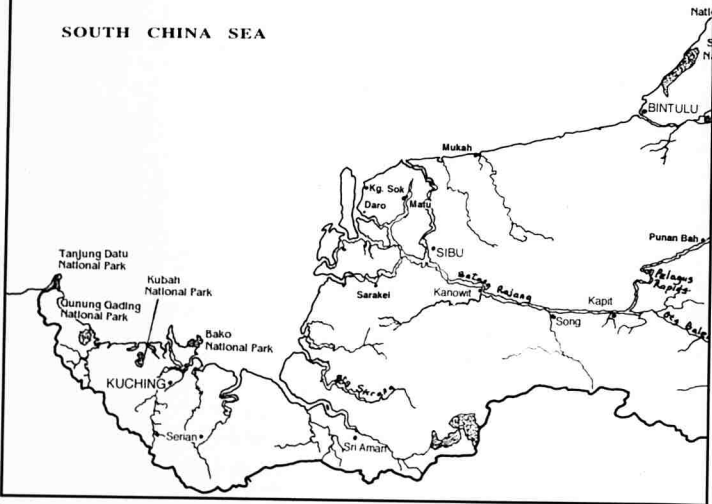 SOUTH CHINA SEA
BINTULU
Mukah
Kg. Sok
Daro
Matu
SIBU
Punan Bah
Pelagus
Rapids
Batang Rajang
Sarakei
Kanowit
Kapit
Song
Tanjung Datu
National Park
Kubah
National Park
Gunung Gading
National Park
Bako
National Park
KUCHING
Serian
Sri Aman